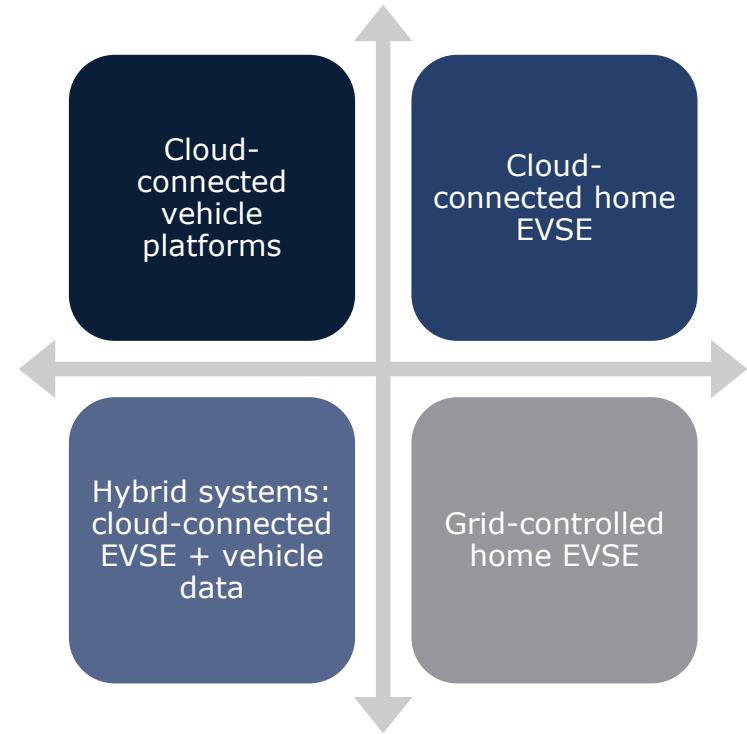 Cloud-
connected
vehicle
platforms
Cloud-
connected home
EVSE
Hybrid systems:
cloud-connected
EVSE + vehicle
data
Grid-controlled
home EVSE